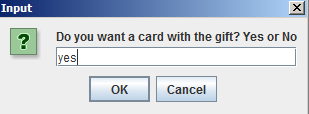 Input
Do you want a card with the gift? Yes or No
yes
OK Cancel